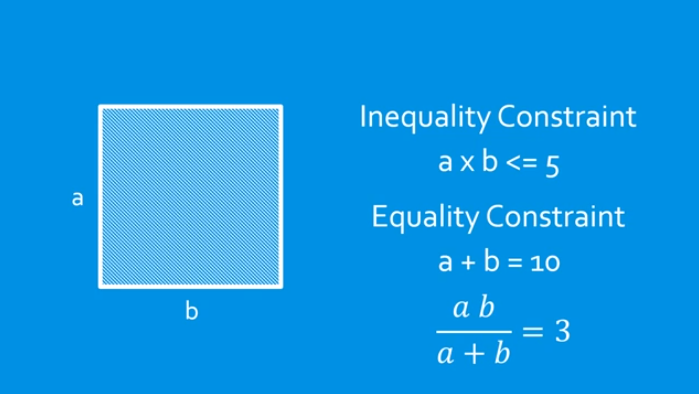 a
b
Inequality Constraint
a x b <= 5
Equality Constraint
a + b = 10
a b
a + b
= 3